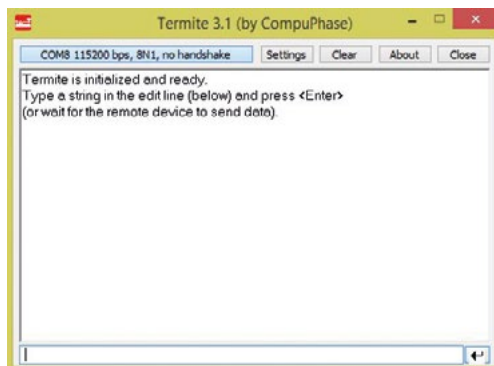 Termite 3.1 (by CompuPhase)
COM8 115200 bps, 8N1, no handshake Settings Clear About Close
Termite is initialized and ready.
Type a string in the edit line (below) and press <Enter>
(or wait for the remote device to send data).